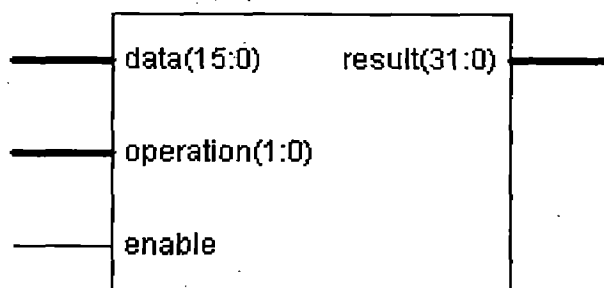 data(15:0) result(31:0)
operation(1:0)
enable